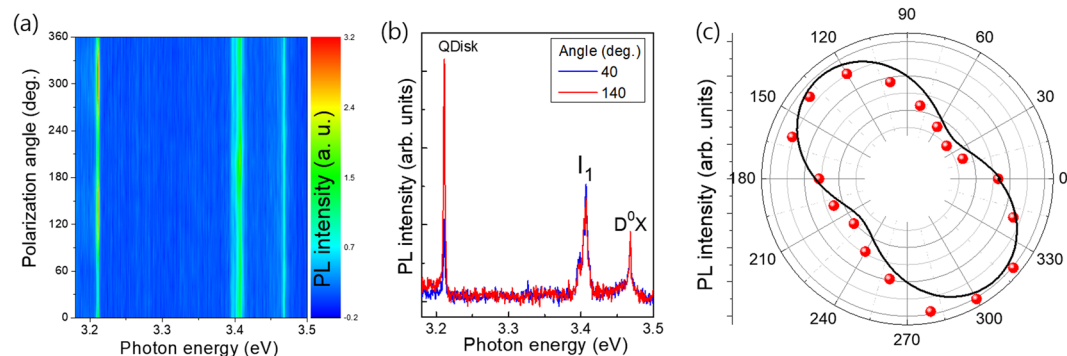 (a)
Polarization angle (deg.)
360
300
240
180
120
60
0
3.2
3.3
3.4
3.5
Photon energy (eV)
PL intensity (a. u.)
3.2
2.4
1.5
0.7
-0.2
(b)
QDisk
Angle (deg.)
40
140
I1
D0X
PL intensity (arb. units)
3.2
3.3
3.4
3.5
Photon energy (eV)
(c)
PL intensity (arb. units)
90
120
60
150
30
180
0
210
330
240
300
270